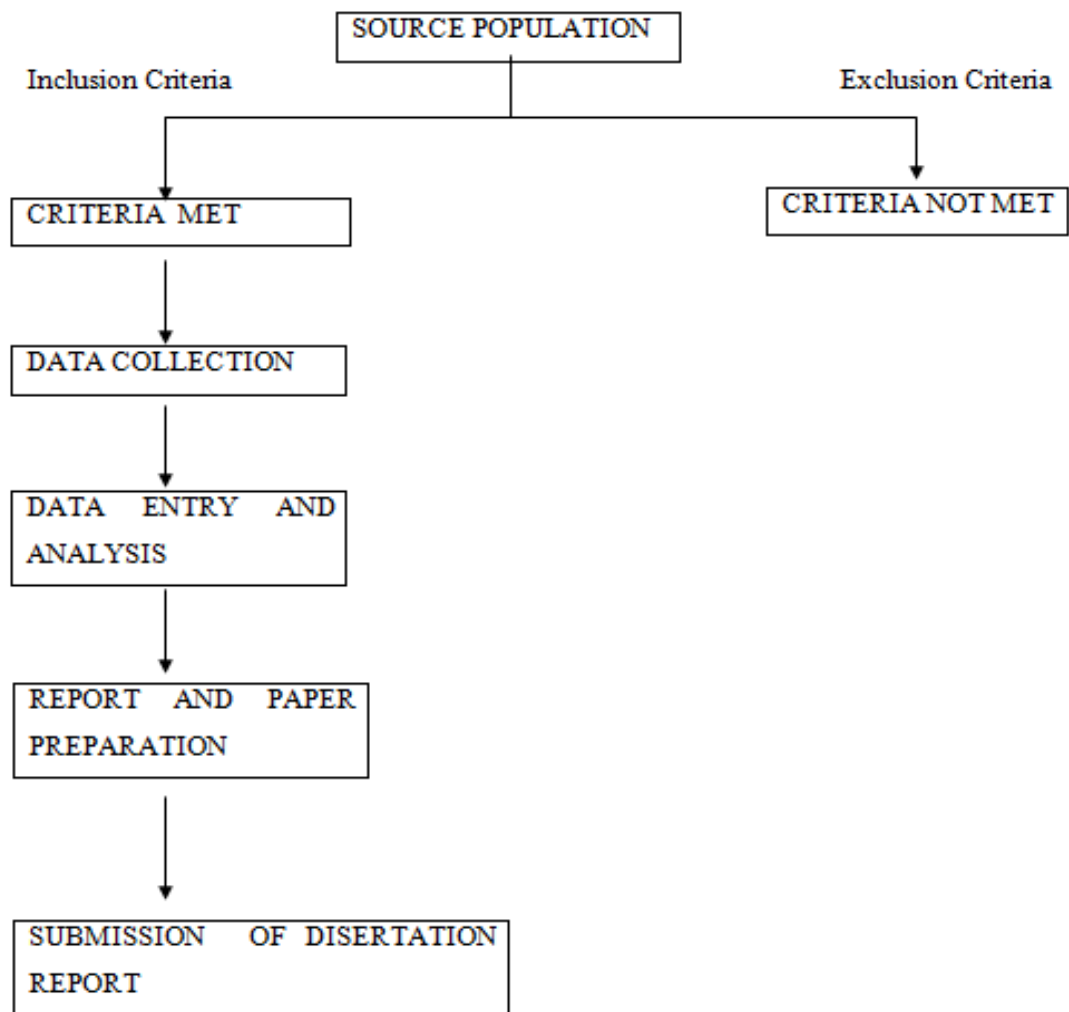 SOURCE POPULATION
Inclusion Criteria
Exclusion Criteria
CRITERIA MET
CRITERIA NOT MET
DATA COLLECTION
DATA ENTRY AND
ANALYSIS
REPORT AND PAPER
PREPARATION
SUBMISSION OF DISERTATION
REPORT